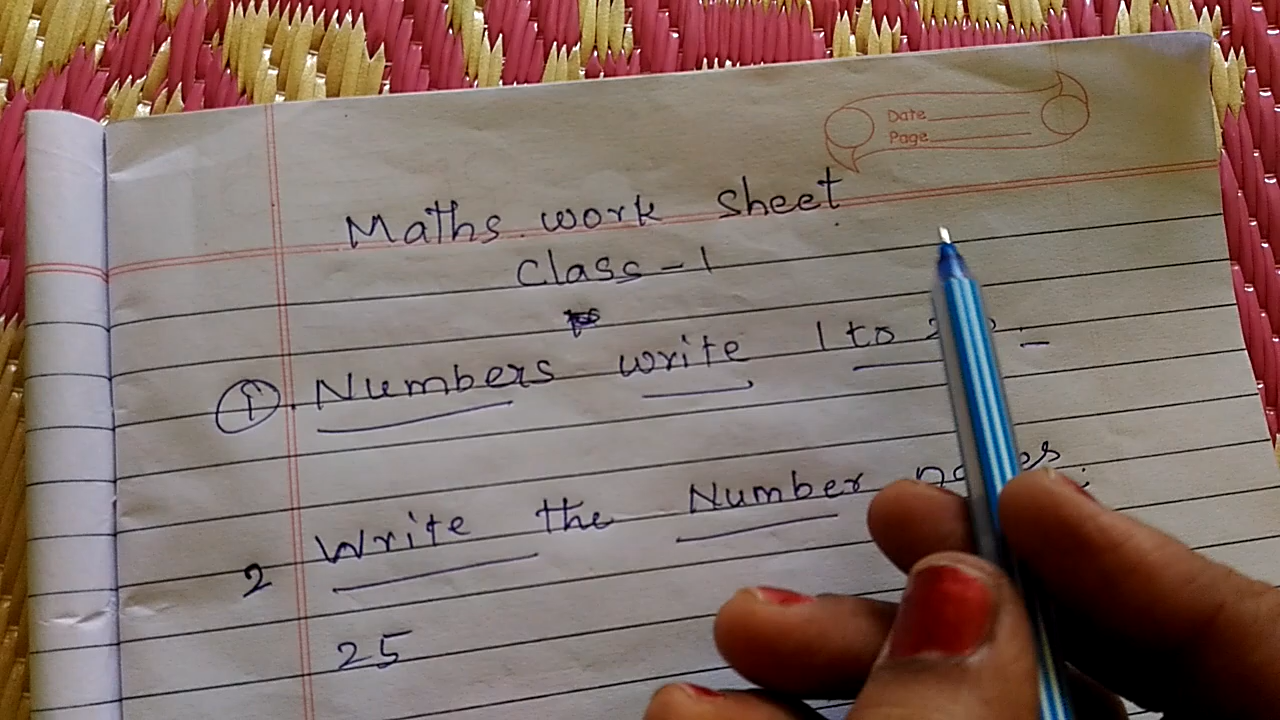 Date
Page
Maths work sheet
Class - 1
① Numbers write 1 to
2 Write the Number
25